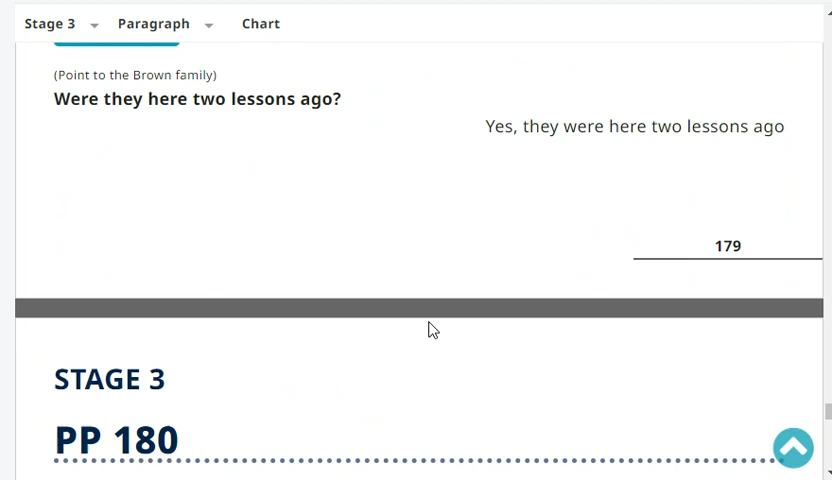 Stage 3 Paragraph Chart
(Point to the Brown family)
Were they here two lessons ago?
Yes, they were here two lessons ago
179
STAGE 3
PP 180